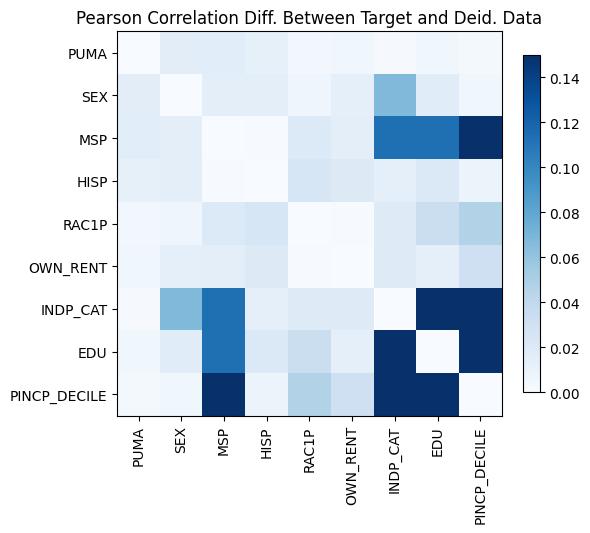 Pearson Correlation Diff. Between Target and Deid. Data
PUMA
SEX
MSP
HISP
RAC1P
OWN_RENT
INDP_CAT
EDU
PINCP_DECILE
PUMA
SEX
MSP
HISP
RAC1P
OWN_RENT
INDP_CAT
EDU
PINCP_DECILE
0.14
0.12
0.10
0.08
0.06
0.04
0.02
0.00